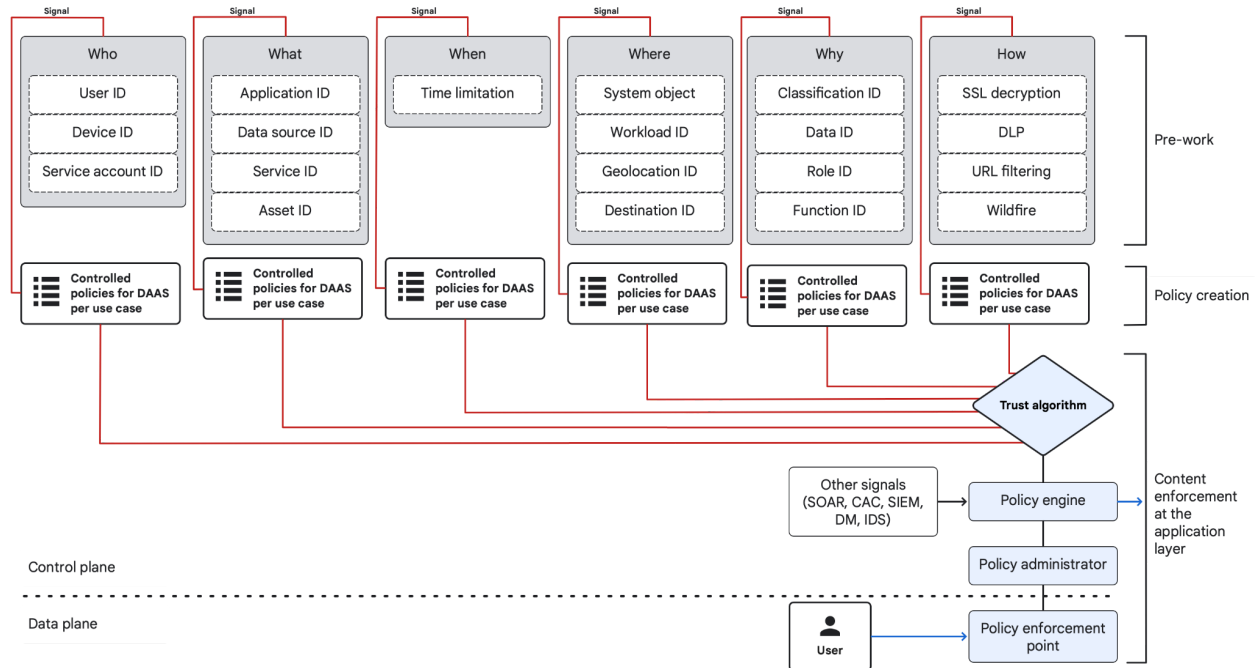 Signal
Signal
Signal
Signal
Signal
Signal
Who
User ID
Device ID
Service account ID
What
Application ID
Data source ID
Service ID
Asset ID
When
Time limitation
Where
System object
Workload ID
Geolocation ID
Destination ID
Why
Classification ID
Data ID
Role ID
Function ID
How
SSL decryption
DLP
URL filtering
Wildfire
Pre-work
Controlled
policies for DAAS
per use case
Controlled
policies for DAAS
per use case
Controlled
policies for DAAS
per use case
Controlled
policies for DAAS
per use case
Controlled
policies for DAAS
per use case
Controlled
policies for DAAS
per use case
Policy creation
Trust algorithm
Other signals
(SOAR, CAC, SIEM,
DM, IDS)
Policy engine
Content
enforcement
at the
application
layer
Control plane
Policy administrator
Data plane
User
Policy enforcement
point